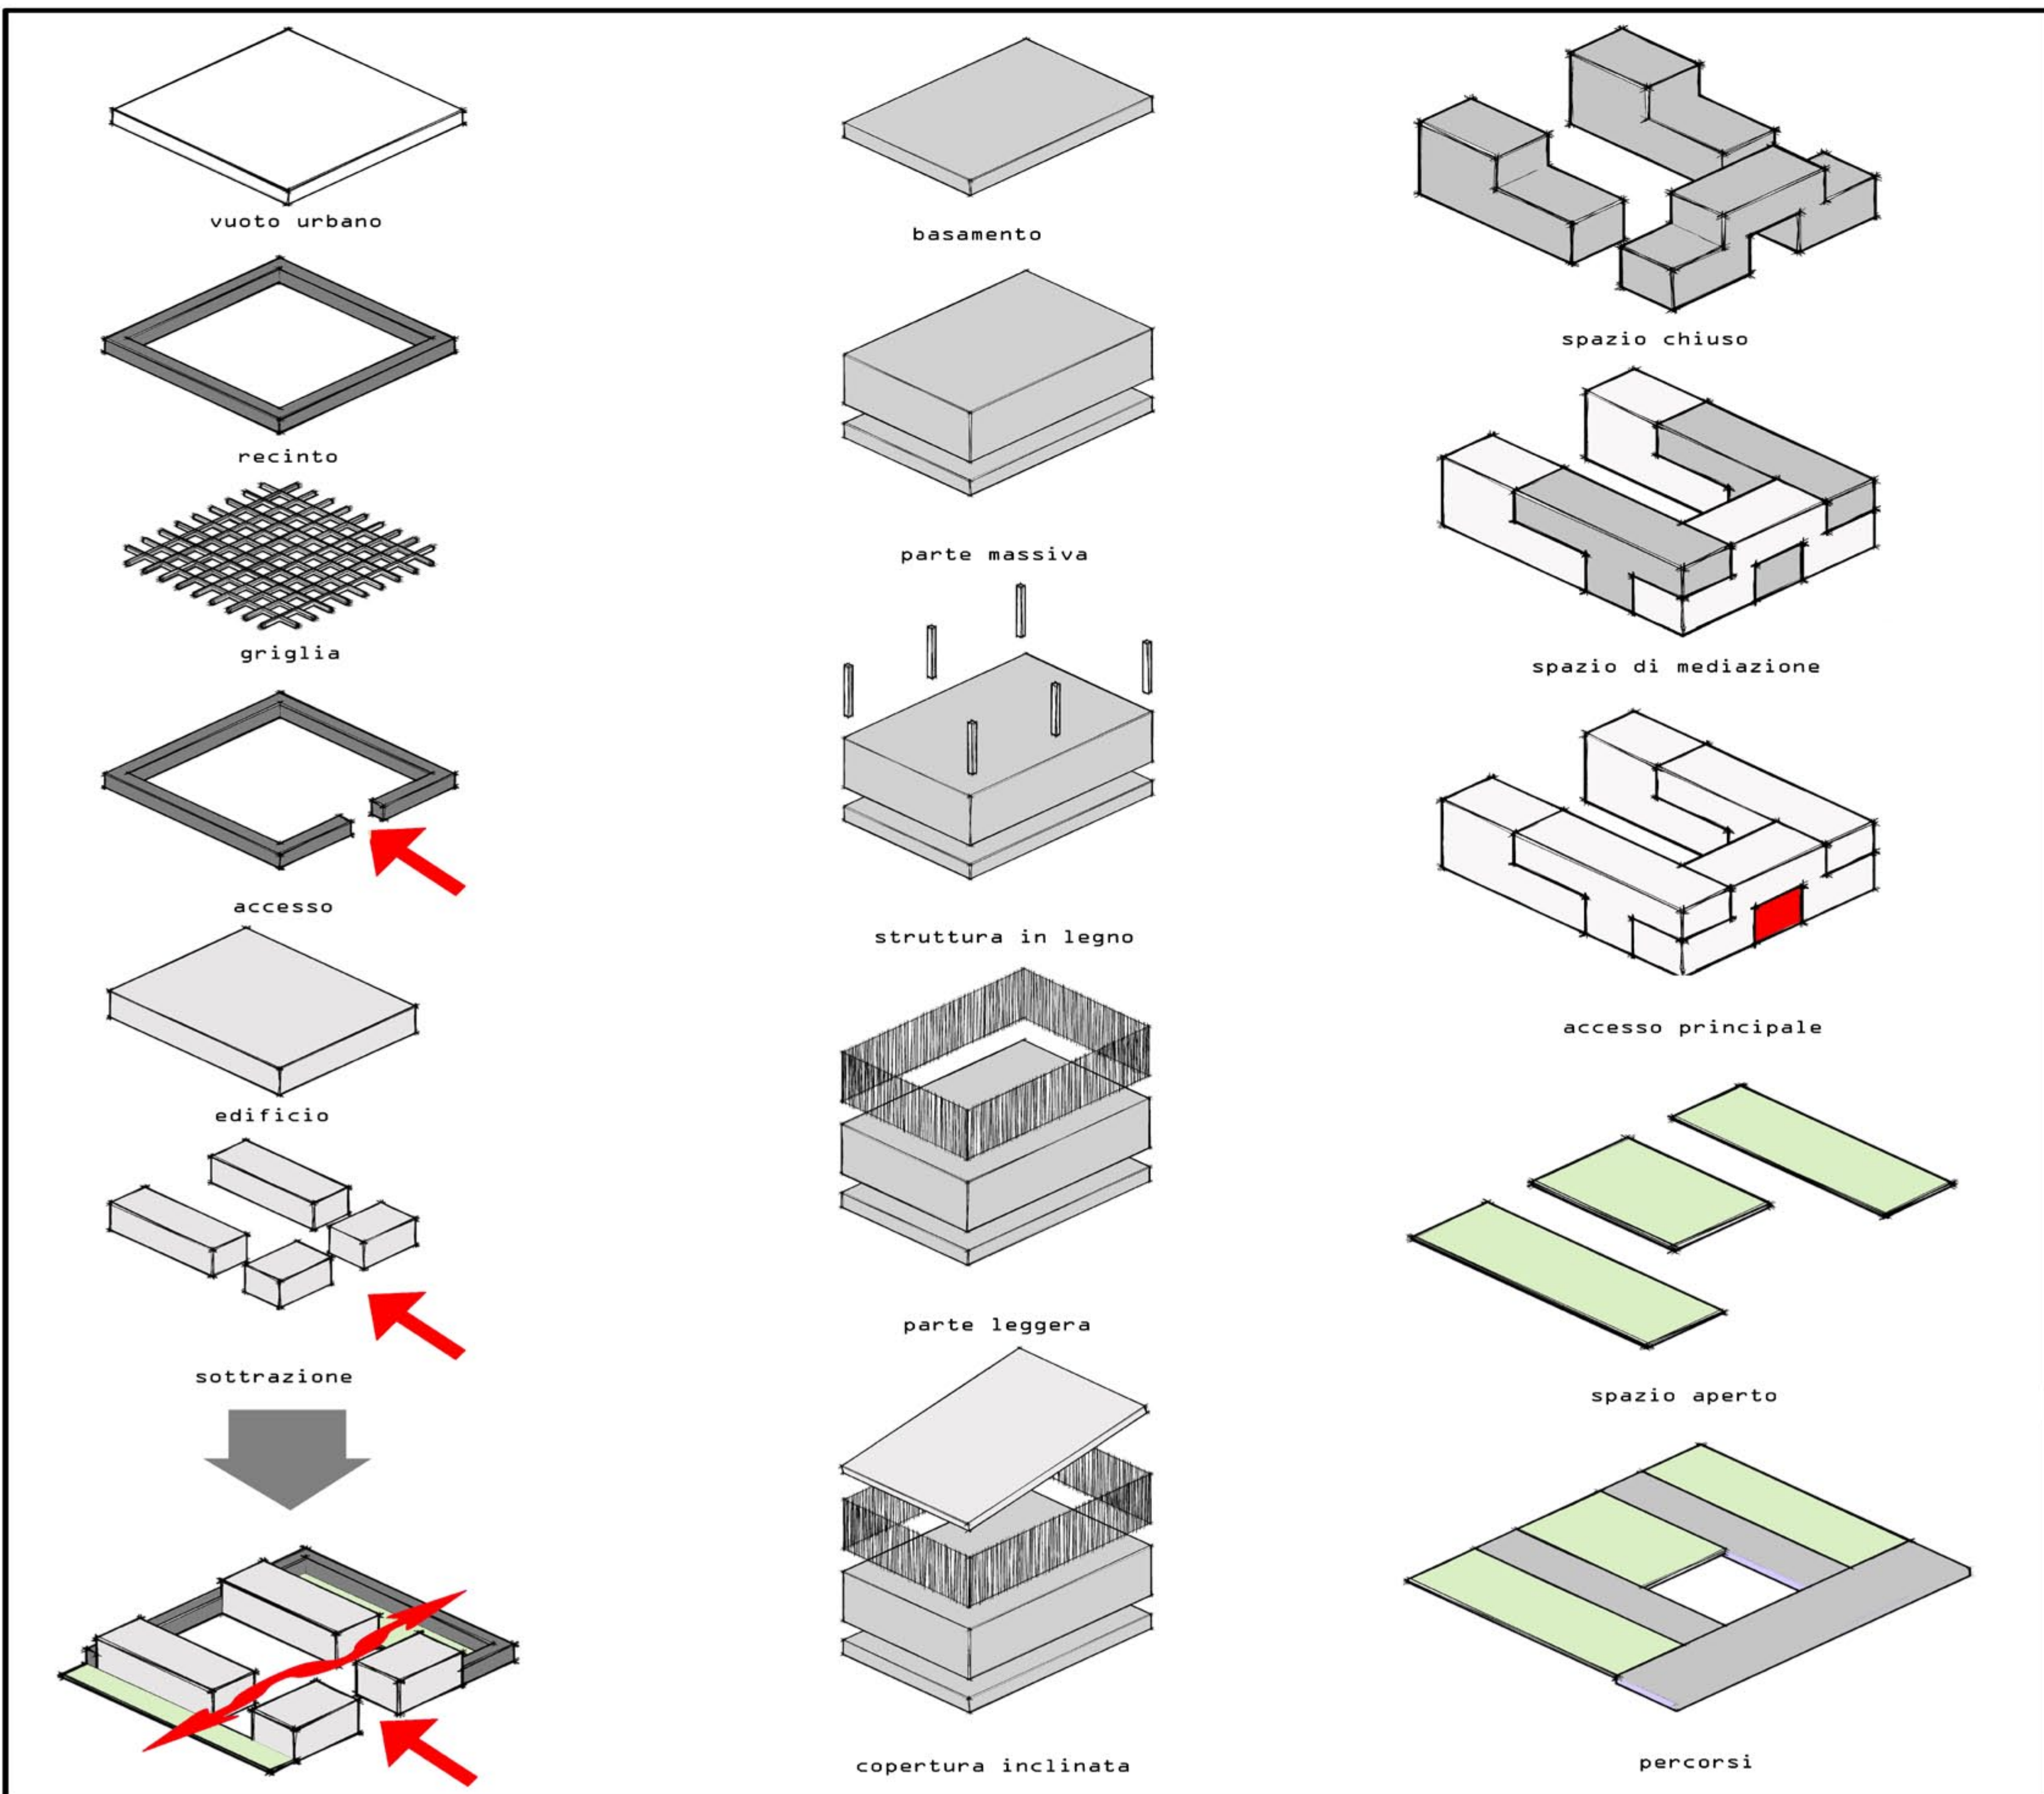 vuoto urbano
recinto
griglia
accesso
edificio
sottrazione
basamento
parte massiva
struttura in legno
parte leggera
copertura inclinata
spazio chiuso
spazio di mediazione
accesso principale
spazio aperto
percorsi